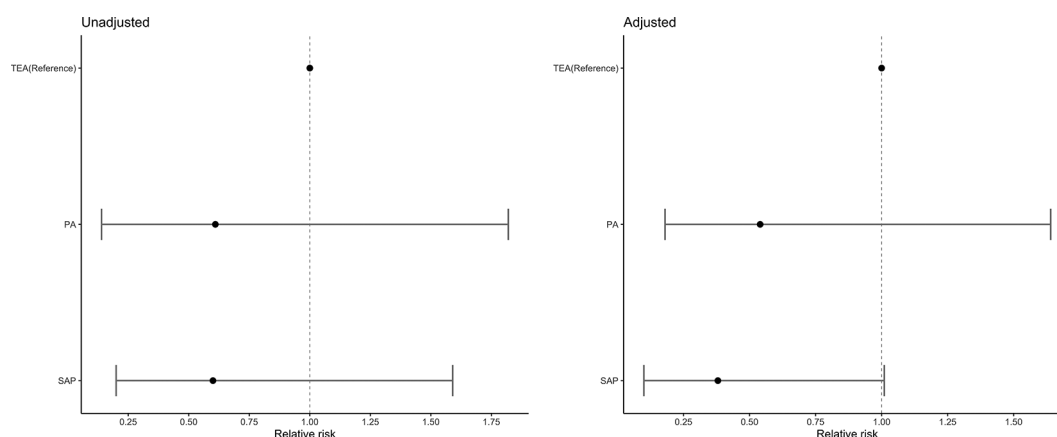 Unadjusted
TEA(Reference)
PA
SAP
0.25 0.50 0.75 1.00 1.25 1.50 1.75
Relative risk
Adjusted
TEA(Reference)
PA
SAP
0.25 0.50 0.75 1.00 1.25 1.50
Relative risk